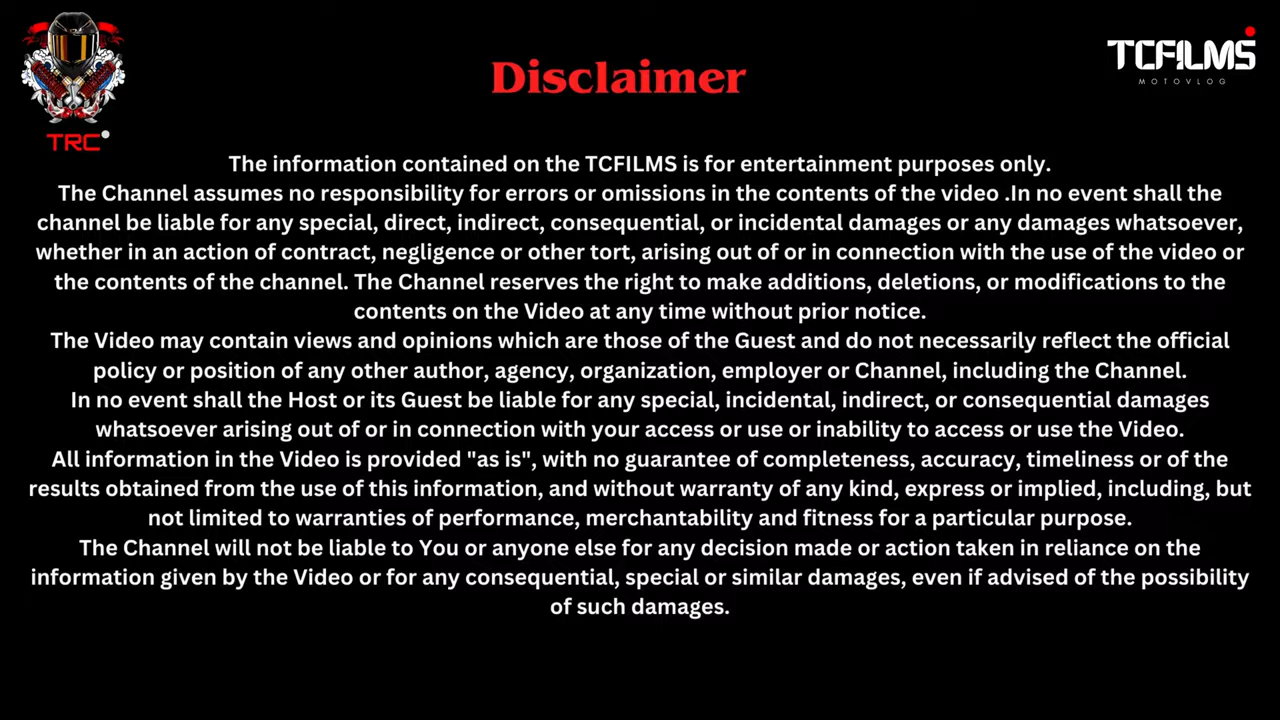 TRC
TCFILMS
MOTOVLOG
Disclaimer
The information contained on the TCFILMS is for entertainment purposes only.
The Channel assumes no responsibility for errors or omissions in the contents of the video .In no event shall the
channel be liable for any special, direct, indirect, consequential, or incidental damages or any damages whatsoever,
whether in an action of contract, negligence or other tort, arising out of or in connection with the use of the video or
the contents of the channel. The Channel reserves the right to make additions, deletions, or modifications to the
contents on the Video at any time without prior notice.
The Video may contain views and opinions which are those of the Guest and do not necessarily reflect the official
policy or position of any other author, agency, organization, employer or Channel, including the Channel.
In no event shall the Host or its Guest be liable for any special, incidental, indirect, or consequential damages
whatsoever arising out of or in connection with your access or use or inability to access or use the Video.
All information in the Video is provided "as is", with no guarantee of completeness, accuracy, timeliness or of the
results obtained from the use of this information, and without warranty of any kind, express or implied, including, but
not limited to warranties of performance, merchantability and fitness for a particular purpose.
The Channel will not be liable to You or anyone else for any decision made or action taken in reliance on the
information given by the Video or for any consequential, special or similar damages, even if advised of the possibility
of such damages.